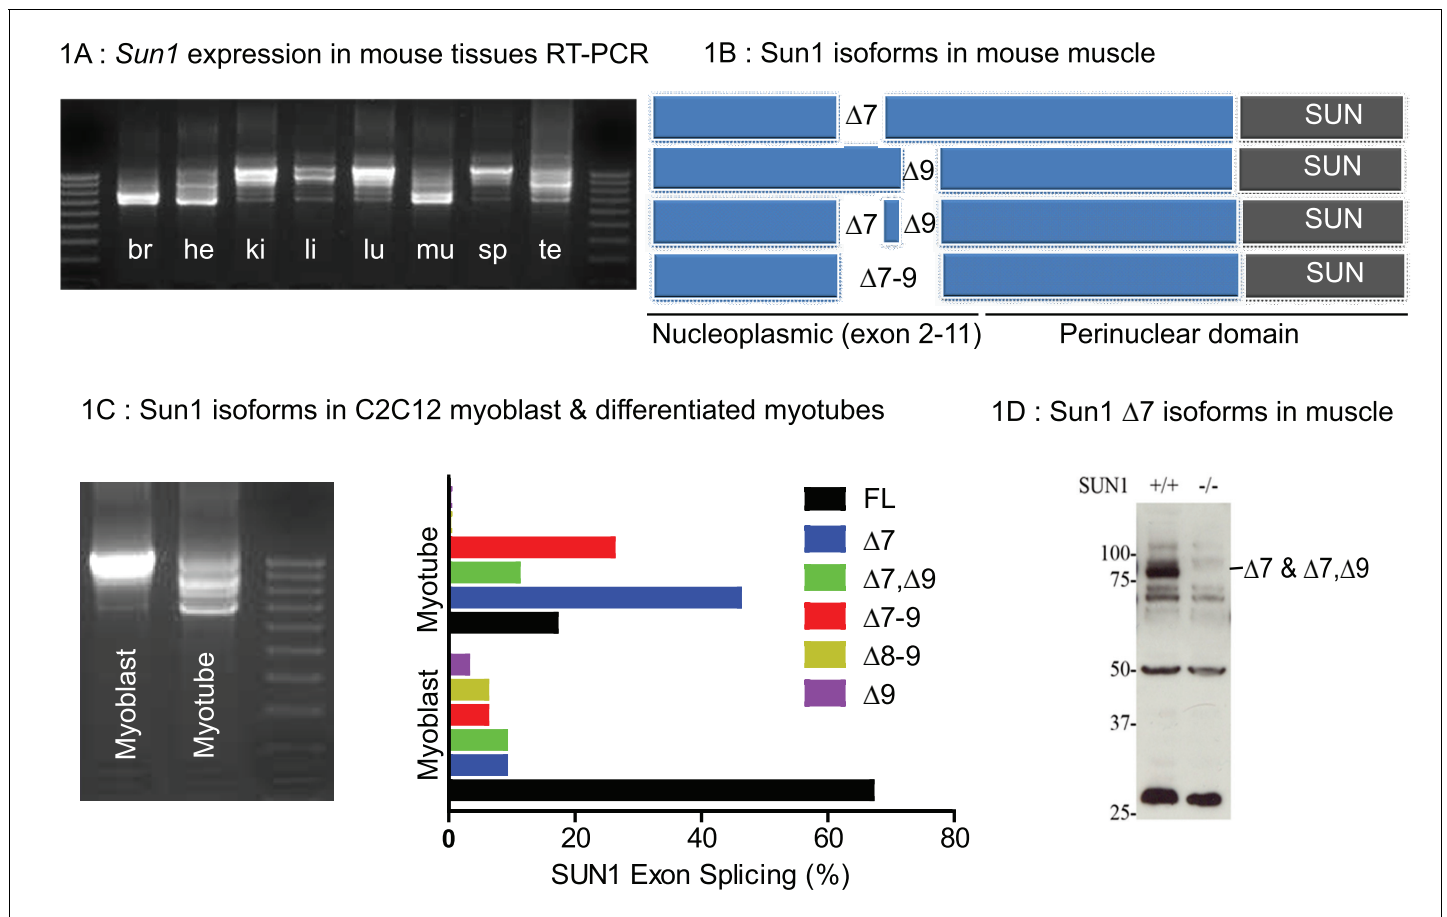 1A : Sun1 expression in mouse tissues RT-PCR
br he ki li lu mu sp te
1B : Sun1 isoforms in mouse muscle
Δ7 SUN
Δ9 SUN
Δ7 Δ9 SUN
Δ7-9 SUN
Nucleoplasmic (exon 2-11) Perinuclear domain
1C : Sun1 isoforms in C2C12 myoblast & differentiated myotubes
Myoblast
Myotube
Myotube
Myoblast
FL
Δ7
Δ7,Δ9
Δ7-9
Δ8-9
Δ9
0 20 40 60 80
SUN1 Exon Splicing (%)
1D : Sun1 Δ7 isoforms in muscle
SUN1 +/+ -/-
100-
75-
50-
37-
25-
-Δ7 & Δ7,Δ9